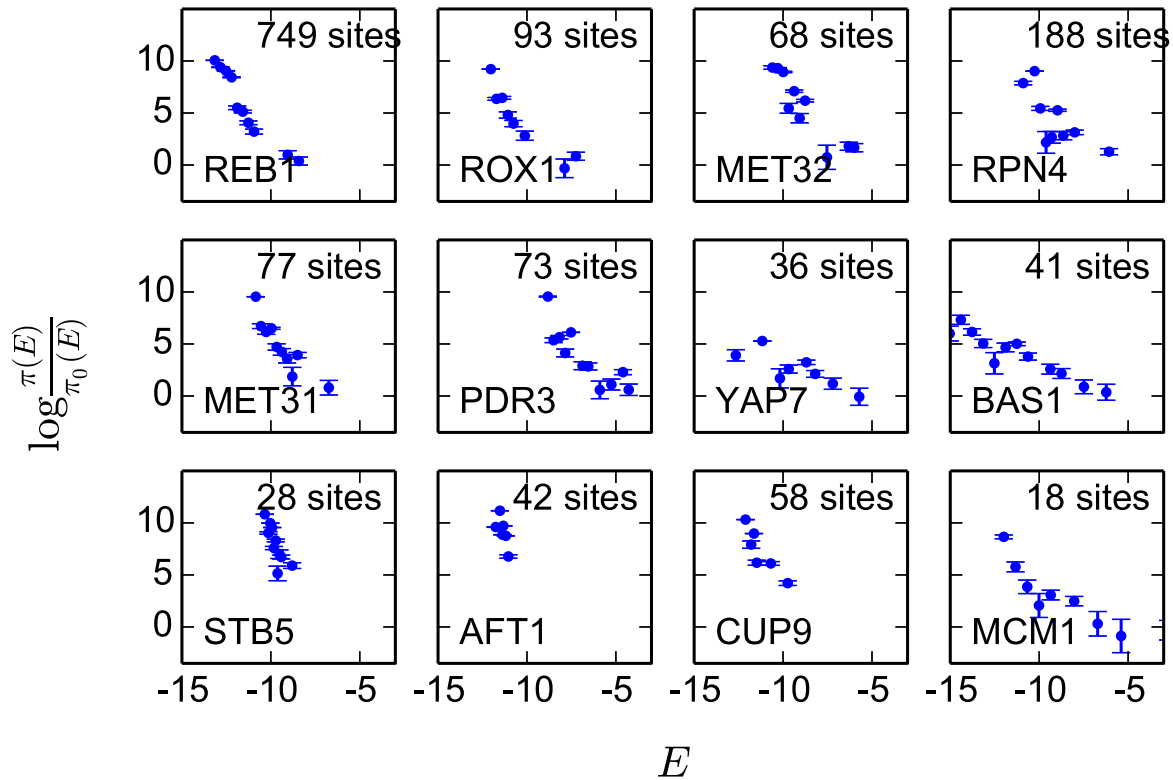 749 sites
93 sites
68 sites
188 sites
10
5
0
REB1
ROX1
MET32
RPN4
77 sites
73 sites
36 sites
41 sites
10
5
0
MET31
PDR3
YAP7
BAS1
log π(E)/π₀(E)
28 sites
42 sites
58 sites
18 sites
10
5
0
STB5
AFT1
CUP9
MCM1
-15 -10 -5 -15 -10 -5 -15 -10 -5 -15 -10 -5
E